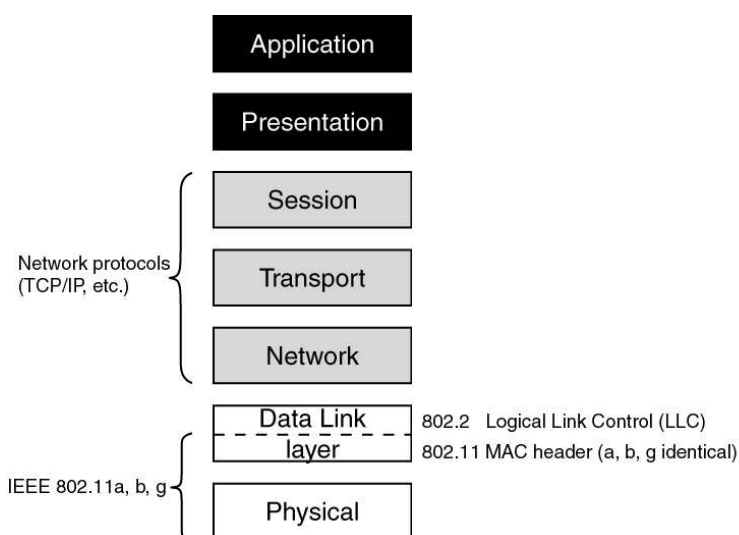 Application
Presentation
Session
Network protocols
(TCP/IP, etc.)
Transport
Network
Data Link
802.2 Logical Link Control (LLC)
layer
802.11 MAC header (a, b, g identical)
IEEE 802.11a, b, g
Physical